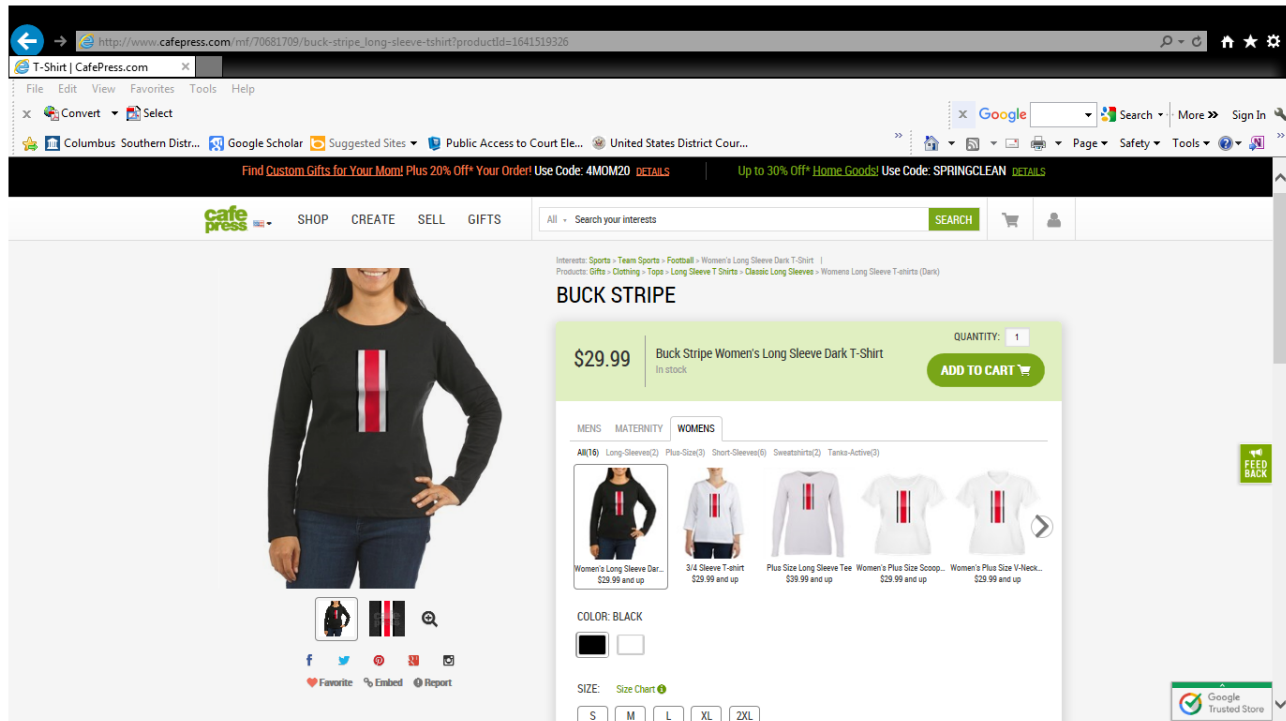 http://www.cafepress.com/mf/70681709/buck-stripe_long-sleeve-tshirt?productId=1641519326
T-Shirt | CafePress.com
File Edit View Favorites Tools Help
Convert Select
Google Search More >> Sign In
Columbus Southern Distr... Google Scholar Suggested Sites Public Access to Court Ele... United States District Cour... >> Page Safety Tools >>
Find Custom Gifts for Your Mom! Plus 20% Off* Your Order! Use Code: 4MOM20 DETAILS
Up to 30% Off* Home Goods! Use Code: SPRINGCLEAN DETAILS
cafe press SHOP CREATE SELL GIFTS All Search your interests SEARCH
Interests: Sports > Team Sports > Football > Women's Long Sleeve Dark T-Shirt |
Products: Gifts > Clothing > Tops > Long Sleeve T Shirts > Classic Long Sleeves > Womens Long Sleeve T-shirts (Dark)
BUCK STRIPE
QUANTITY: 1
$29.99
Buck Stripe Women's Long Sleeve Dark T-Shirt
In stock
ADD TO CART
MENS MATERNITY WOMENS
All(16) Long-Sleeves(2) Plus-Size(3) Short-Sleeves(6) Sweatshirts(2) Tanks-Active(3)
FEED
BACK
Women's Long Sleeve Dar... 3/4 Sleeve T-shirt Plus Size Long Sleeve Tee Women's Plus Size Scoop... Women's Plus Size V-Neck...
$29.99 and up $29.99 and up $39.99 and up $29.99 and up $29.99 and up
COLOR: BLACK
Favorite Embed Report
SIZE: Size Chart
S M L XL 2XL
Google
Trusted Store